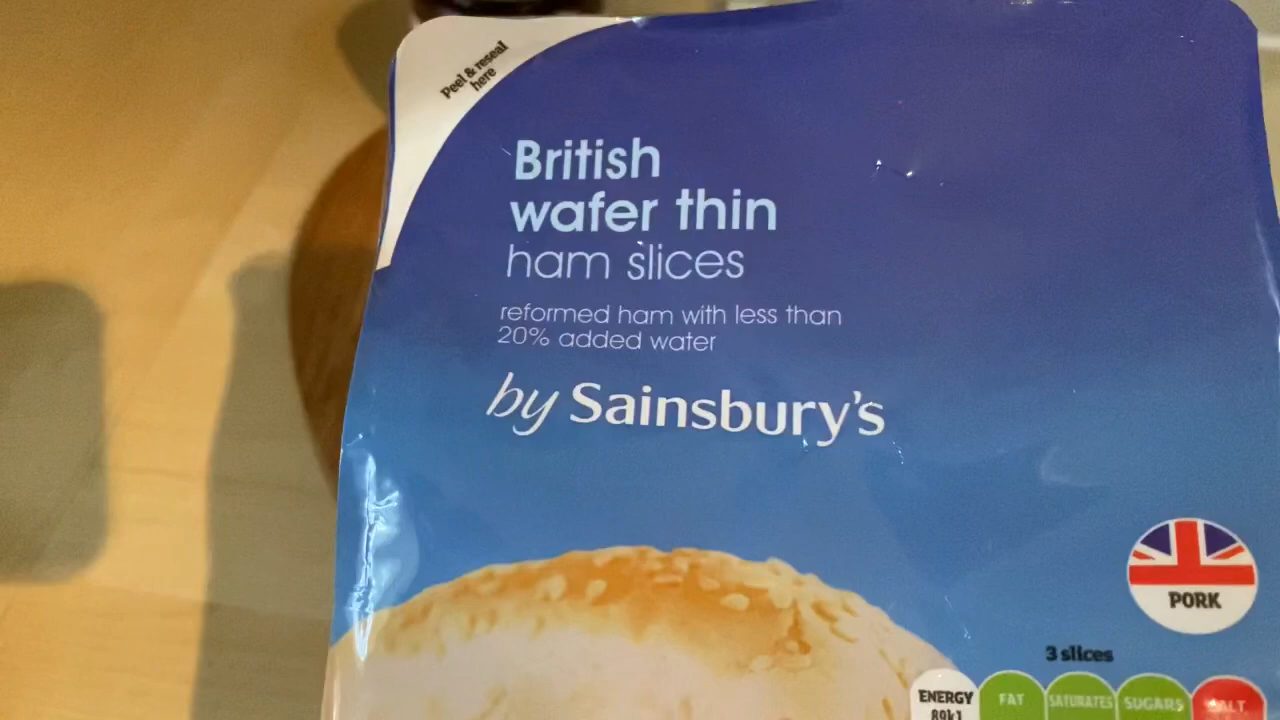 Peel & reseal
here
British
wafer thin
ham slices
reformed ham with less than
20% added water
by Sainsbury's
PORK
3 slices
ENERGY
FAT
SATURATES
SUGARS
SALT
89kJ